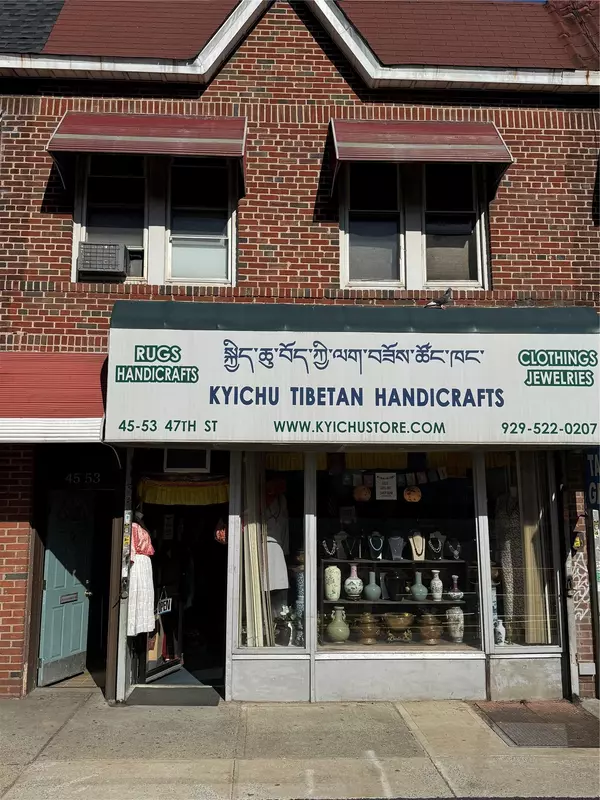 སྐྱིད་ཆུ་བོད་ཀྱི་ལག་བཟོས་ཚོང་ཁང་
RUGS
HANDICRAFTS
KYICHU TIBETAN HANDICRAFTS
CLOTHINGS
JEWELRIES
45-53 47TH ST
WWW.KYICHUSTORE.COM
929-522-0207
45 53
OPEN